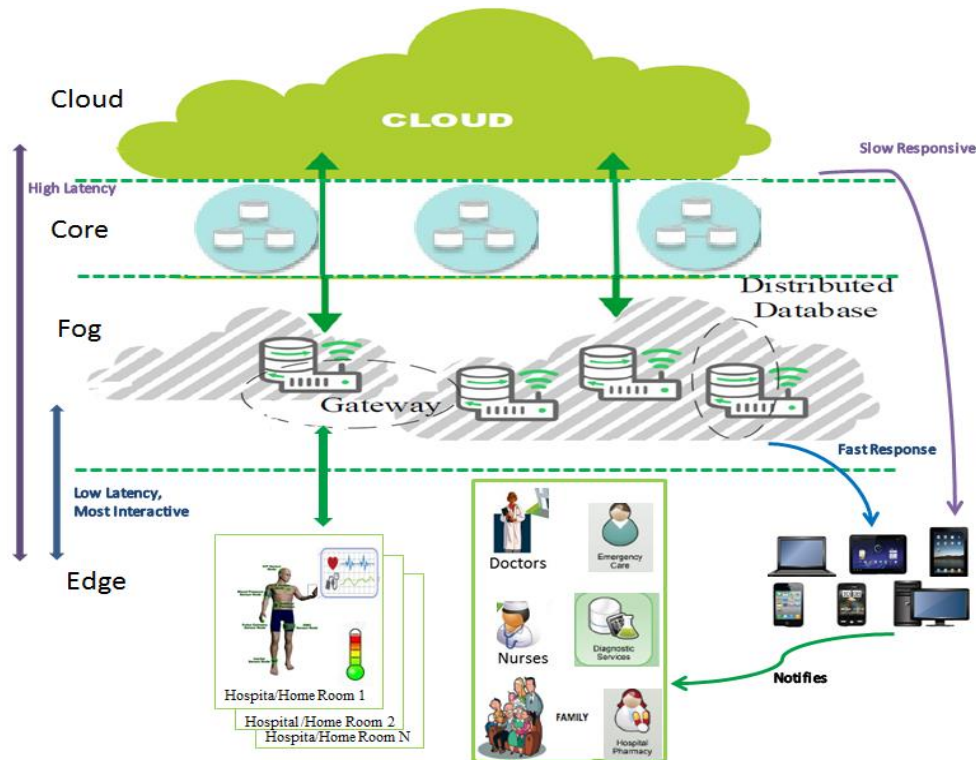 Cloud
CLOUD
Slow Responsive
High Latency
Core
Distributed
Database
Fog
Gateway
Fast Response
Low Latency,
Most Interactive
Edge
Doctors
Emergency
Care
Nurses
Diagnostic
Services
FAMILY
Hospital
Pharmacy
Notifies
Hospita/Home Room 1
Hospital /Home Room 2
Hospita/Home Room N